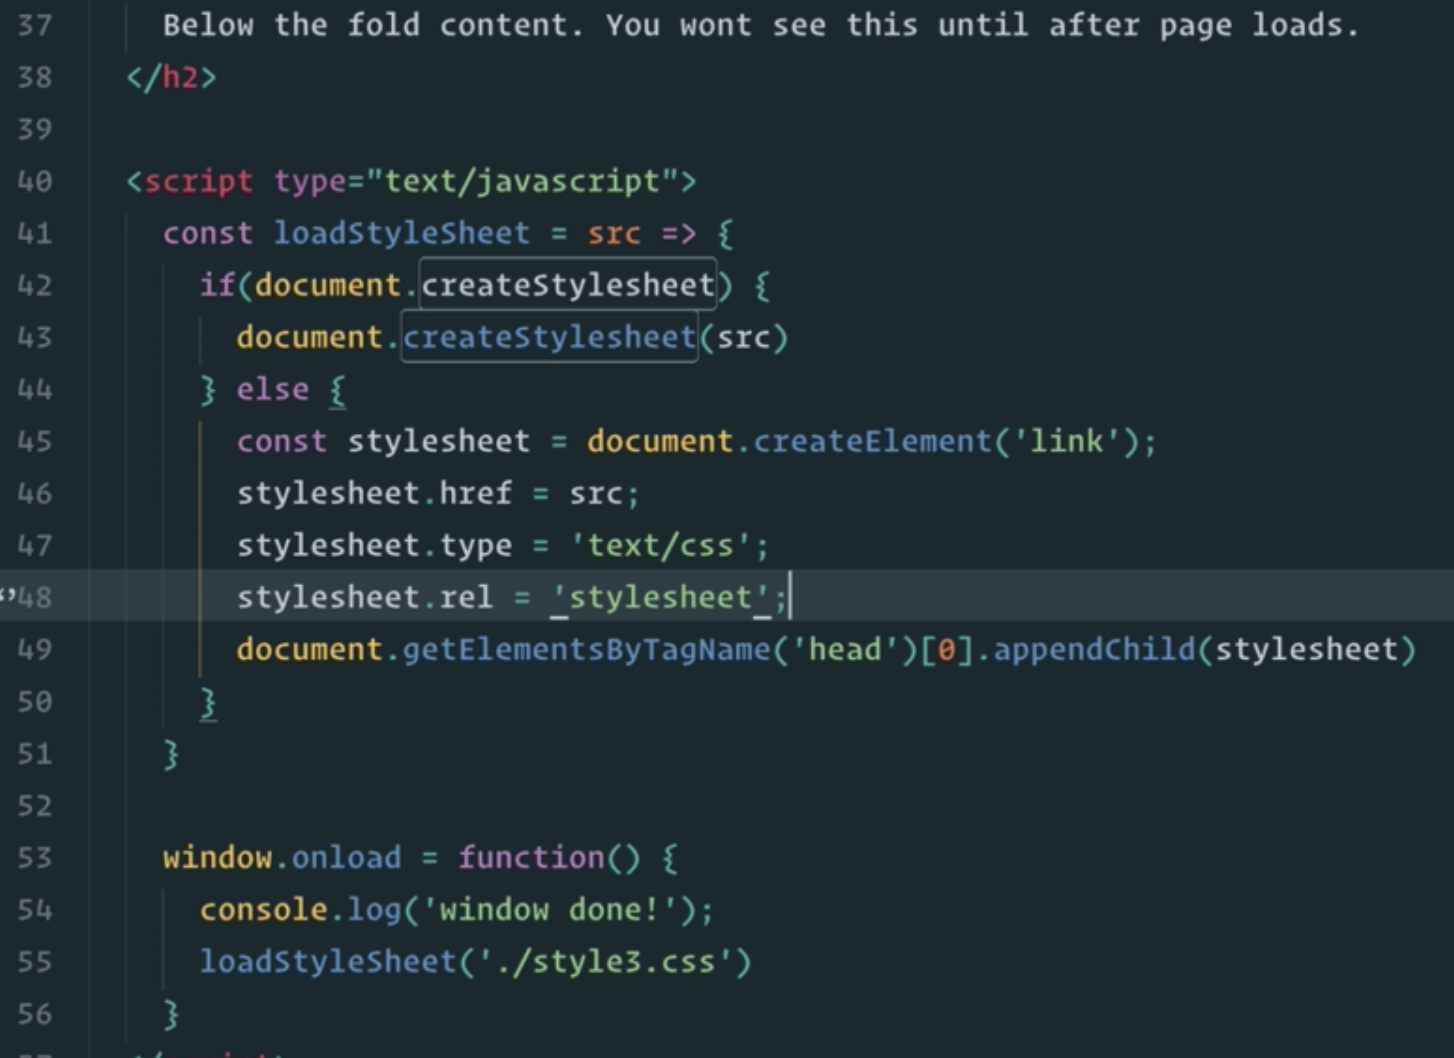 37 Below the fold content. You wont see this until after page loads.
38 </h2>
39
40 <script type="text/javascript">
41 const loadStyleSheet = src => {
42 if(document.createStylesheet) {
43 document.createStylesheet(src)
44 } else {
45 const stylesheet = document.createElement('link');
46 stylesheet.href = src;
47 stylesheet.type = 'text/css';
48 stylesheet.rel = 'stylesheet';
49 document.getElementsByTagName('head')[0].appendChild(stylesheet)
50 }
51 }
52
53 window.onload = function() {
54 console.log('window done!');
55 loadStyleSheet('./style3.css')
56 }